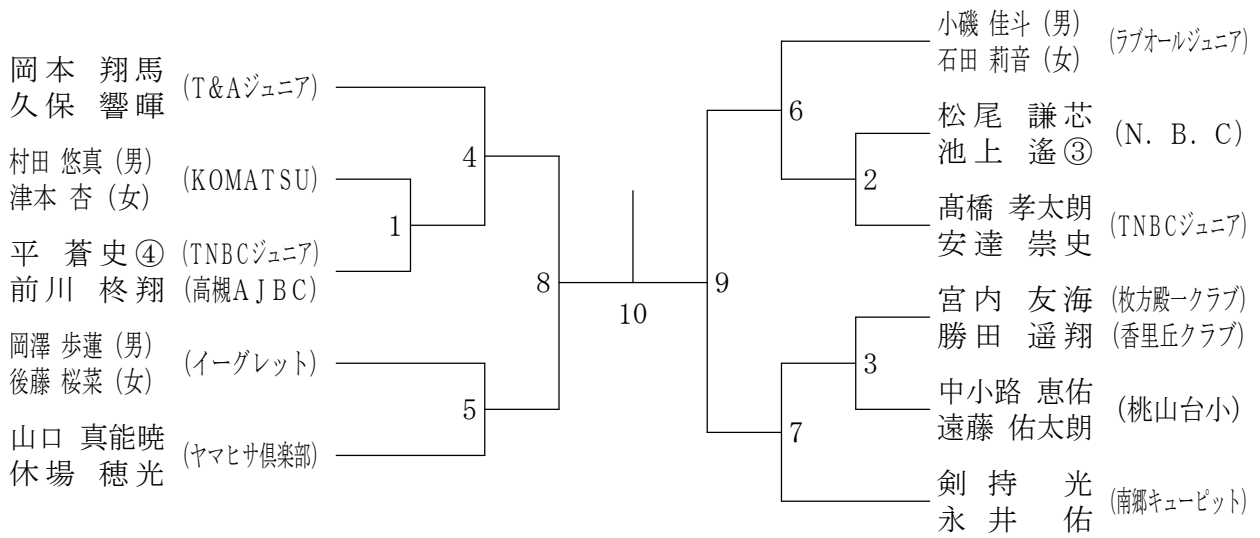 岡本 翔馬
久保 響暉
(T&Aジュニア)
村田 悠真 (男)
津本 杏 (女)
(KOMATSU)
平 蒼史④ (TNBCジュニア)
前川 柊翔 (高槻AJBC)
岡澤 歩蓮 (男)
後藤 桜菜 (女)
(イーグレット)
山口 真能暁
休場 穂光
(ヤマヒサ倶楽部)
4
1
8
5
10
9
6
2
3
7
小磯 佳斗 (男)
石田 莉音 (女)
(ラブオールジュニア)
松尾 謙芯
池上 遙③
(N. B. C)
髙橋 孝太朗
安達 崇史
(TNBCジュニア)
宮内 友海 (枚方殿一クラブ)
勝田 遥翔 (香里丘クラブ)
中小路 恵佑
遠藤 佑太朗
(桃山台小)
剣持 光
永井 佑
(南郷キューピット)